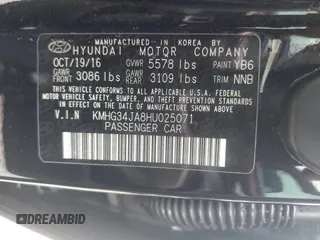 MANUFACTURED IN KOREA BY
HYUNDAI MOTOR COMPANY
OCT/19/16 GVWR 5578 lbs PAINT YB6
GAWR FRONT 3086 lbs GAWR REAR 3109 lbs TRIM NNB
THIS VEHICLE CONFORMS TO ALL APPLICABLE U.S.
FEDERAL MOTOR VEHICLE SAFETY, BUMPER, AND THEFT
PREVENTION STANDARDS IN EFFECT ON THE DATE OF
MANUFACTURE SHOWN ABOVE.
V.I.N KMHG34JA8HU025071
PASSENGER CAR
DREAMBID